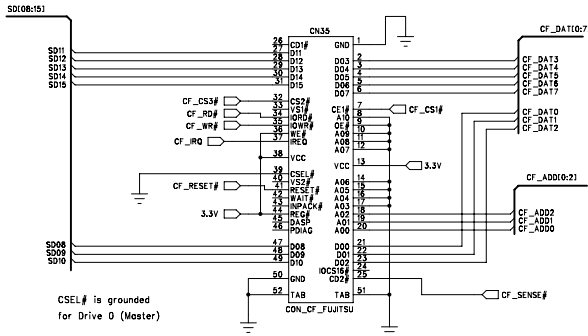 SD[08:15]
CN35
CF_DAT[0:7]
26 CD1# GND 1
SD11 27 D11
SD12 28 D12 D03 2 CF_DAT3
SD13 29 D13 D04 3 CF_DAT4
SD14 30 D14 D05 4 CF_DAT5
SD15 31 D15 D06 5 CF_DAT6
D07 6 CF_DAT7
CF_CS3# 32 CS2#
33 VS1# CE1# 7 CF_CS1#
CF_RD# 34 IORD# A10 8 CF_DAT0
CF_WR# 35 IOWR# OE# 9 CF_DAT1
36 WE# A09 10 CF_DAT2
CF_IRQ 37 IREQ A08 11
A07 12
38 VCC
VCC 13 3.3V
39 CSEL#
40 VS2# A06 14
CF_RESET# 41 RESET# A05 15
42 WAIT# A04 16 CF_ADD[0:2]
43 INPACK# A03 17
3.3V 44 REG# A02 18 CF_ADD2
45 DASP A01 19 CF_ADD1
46 PDIAG A00 20 CF_ADD0
SD08 47 D08 D00 21
SD09 48 D09 D01 22
SD10 49 D10 D02 23
IOCS16# 24
50 GND CD2# 25
CF_SENSE#
52 TAB TAB 51
CON_CF_FUJITSU
CSEL# is grounded
for Drive 0 (Master)